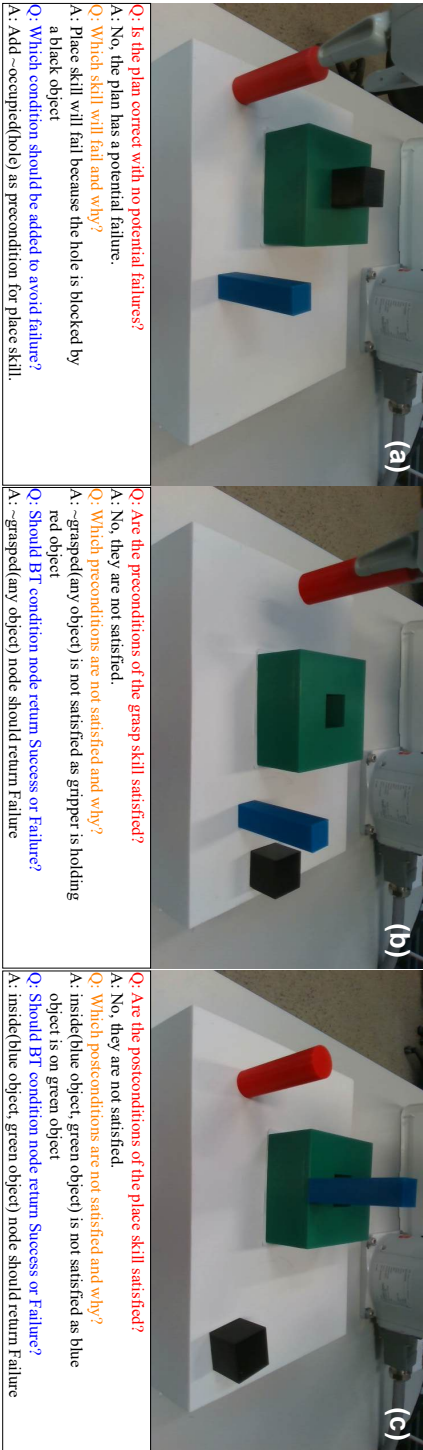 (a)
Q: Is the plan correct with no potential failures?
A: No, the plan has a potential failure.
Q: Which skill will fail and why?
A: Place skill will fail because the hole is blocked by
a black object
Q: Which condition should be added to avoid failure?
A: Add ~occupied(hole) as precondition for place skill.
(b)
Q: Are the preconditions of the grasp skill satisfied?
A: No, they are not satisfied.
Q: Which preconditions are not satisfied and why?
A: ~grasped(any object) is not satisfied as gripper is holding
red object
Q: Should BT condition node return Success or Failure?
A: ~grasped(any object) node should return Failure
(c)
Q: Are the postconditions of the place skill satisfied?
A: No, they are not satisfied.
Q: Which postconditions are not satisfied and why?
A: inside(blue object, green object) is not satisfied as blue
object is on green object
Q: Should BT condition node return Success or Failure?
A: inside(blue object, green object) node should return Failure